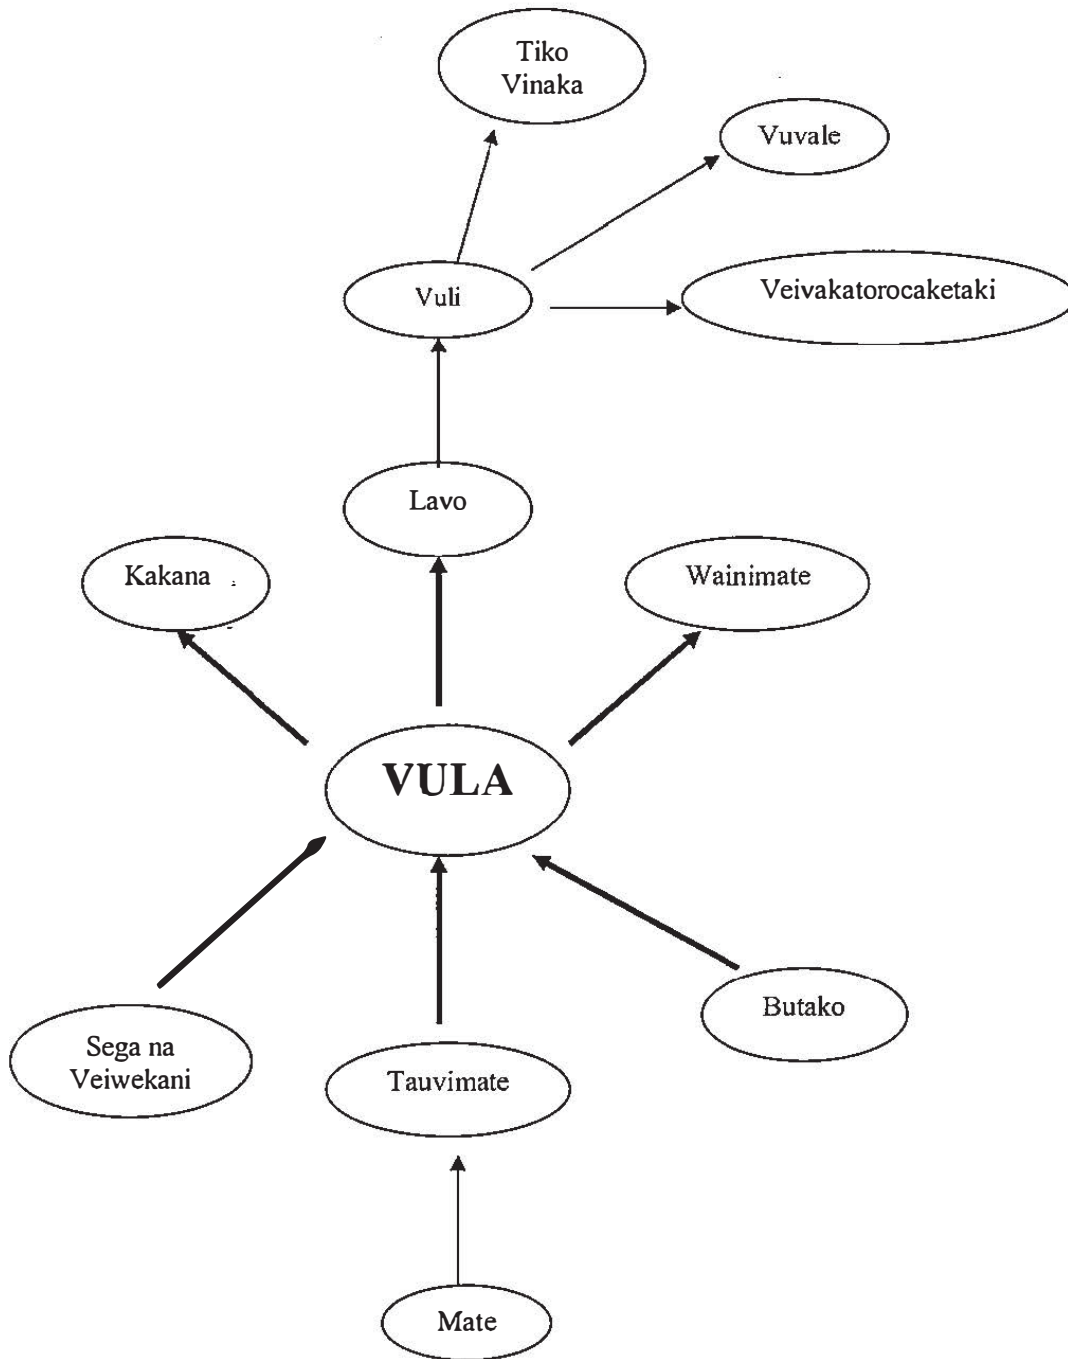 Tiko
Vinaka
Vuvale
Vuli
Veivakatorocaketaki
Lavo
Kakana
Wainimate
VULA
Sega na
Veiwekani
Tauvimate
Butako
Mate